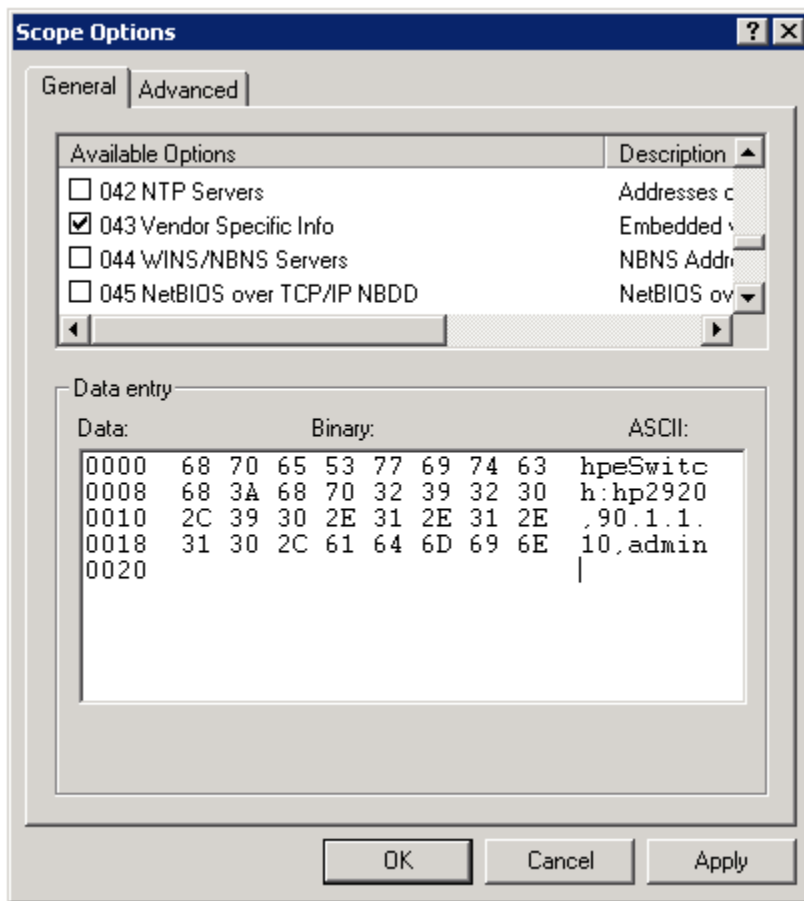 Scope Options
General Advanced
Available Options Description
042 NTP Servers Addresses c
043 Vendor Specific Info Embedded v
044 WINS/NBNS Servers NBNS Addr
045 NetBIOS over TCP/IP NBDD NetBIOS ov
Data entry
Data: Binary: ASCII:
0000 68 70 65 53 77 69 74 63 hpeSwitc
0008 68 3A 68 70 32 39 32 30 h:hp2920
0010 2C 39 30 2E 31 2E 31 2E ,90.1.1.
0018 31 30 2C 61 64 6D 69 6E 10,admin
0020
OK Cancel Apply